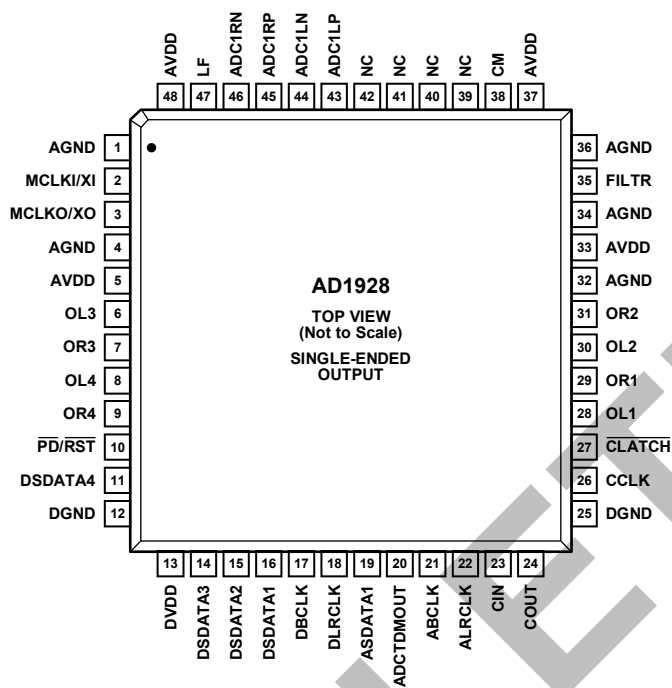 AVDD
LF
ADC1RN
ADC1RP
ADC1LN
ADC1LP
NC
NC
NC
NC
CM
AVDD
48 47 46 45 44 43 42 41 40 39 38 37
AGND 1
MCLKI/XI 2
MCLKO/XO 3
AGND 4
AVDD 5
OL3 6
OR3 7
OL4 8
OR4 9
PD/RST 10
DSDATA4 11
DGND 12
AD1928
TOP VIEW
(Not to Scale)
SINGLE-ENDED
OUTPUT
36 AGND
35 FILTR
34 AGND
33 AVDD
32 AGND
31 OR2
30 OL2
29 OR1
28 OL1
27 CLATCH
26 CCLK
25 DGND
13 14 15 16 17 18 19 20 21 22 23 24
DVDD
DSDATA3
DSDATA2
DSDATA1
DBCLK
DLRCLK
ASDATA1
ADCTDMOUT
ABCLK
ALRCLK
CIN
COUT